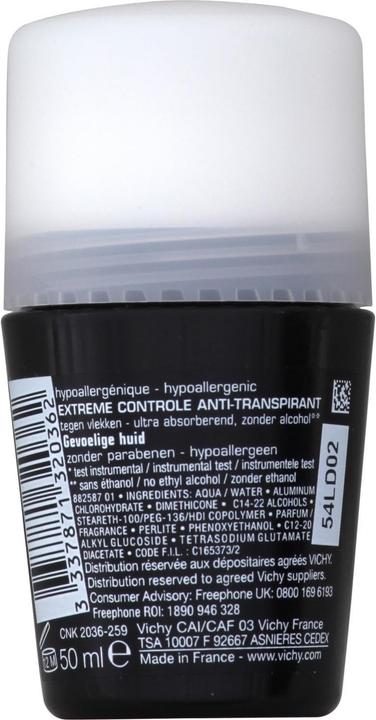 hypoallergénique - hypoallergenic
EXTREME CONTROLE ANTI-TRANSPIRANT
tegen vlekken - ultra absorberend, zonder alcohol**
Gevoelige huid
zonder parabenen - hypoallergeen
* test instrumental / instrumental test / instrumentele test
** sans éthanol / no ethyl alcohol / zonder ethanol
882587 01 • INGREDIENTS: AQUA / WATER • ALUMINUM
CHLOROHYDRATE • DIMETHICONE • C14-22 ALCOHOLS •
STEARETH-100/PEG-136/HDI COPOLYMER • PARFUM /
FRAGRANCE • PERLITE • PHENOXYETHANOL • C12-20
ALKYL GLUCOSIDE • TETRASODIUM GLUTAMATE
DIACETATE • CODE F.I.L. : C165373/2
Distribution réservée aux dépositaires agréés VICHY.
Distribution reserved to agreed Vichy suppliers.
Consumer Advisory: Freephone UK: 0800 169 6193
Freephone ROI: 1890 946 328
CNK 2036-259
Vichy CAI/CAF 03 Vichy France
TSA 10007 F 92667 ASNIERES CEDEX
12 M
50 ml e
Made in France - www.vichy.com
3 337871 320362
54LD02